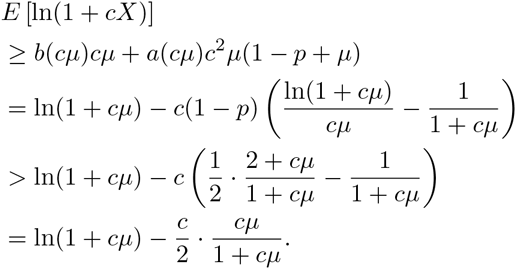 E [ln(1 + cX)]
≥ b(cμ)cμ + a(cμ)c²μ(1 − p + μ)
= ln(1 + cμ) − c(1 − p) ( ln(1 + cμ) / cμ − 1 / (1 + cμ) )
> ln(1 + cμ) − c ( 1/2 · (2 + cμ) / (1 + cμ) − 1 / (1 + cμ) )
= ln(1 + cμ) − c/2 · cμ / (1 + cμ).